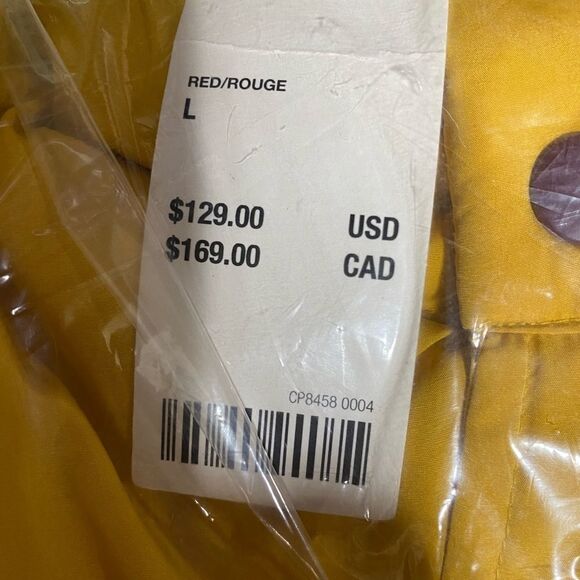 RED/ROUGE
L
$129.00 USD
$169.00 CAD
CP8458 0004